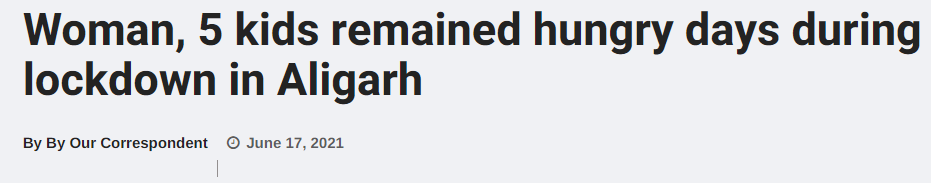 Woman, 5 kids remained hungry days during
lockdown in Aligarh
By By Our Correspondent June 17, 2021